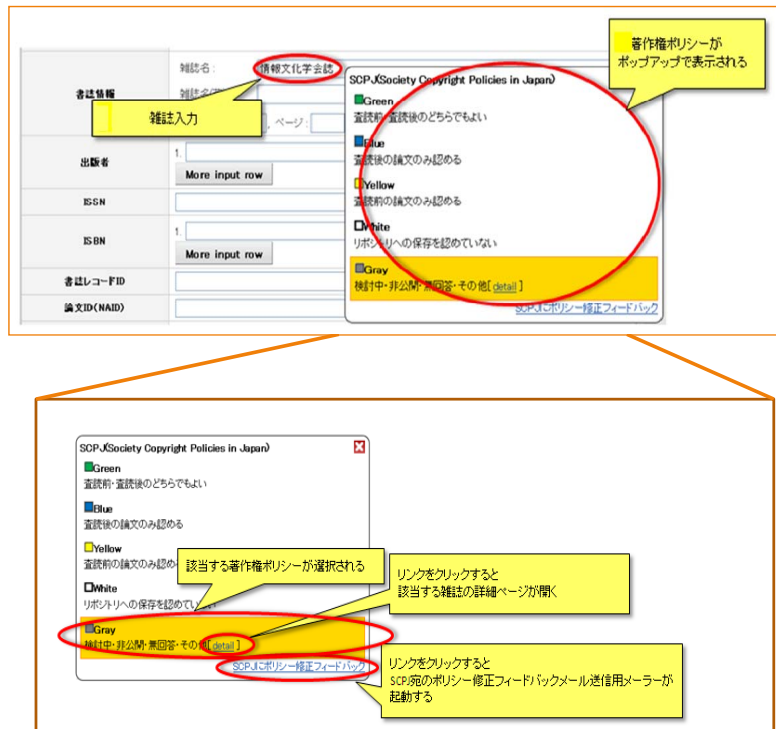 著作権ポリシーが
ポップアップで表示される
書誌情報
雑誌名 :
情報文化学会誌
雑誌入力
, ページ :
SCPJ(Society Copyright Policies in Japan)
Green
査読前・査読後のどちらでもよい
Blue
査読後の論文のみ認める
Yellow
査読前の論文のみ認める
White
リポジトリへの保存を認めていない
Gray
検討中・非公開・無回答・その他[ detail ]
SCPJにポリシー修正フィードバック
出版者
1.
More input row
ISSN
ISBN
1.
More input row
書誌レコードID
論文ID(NAID)
SCPJ(Society Copyright Policies in Japan)
Green
査読前・査読後のどちらでもよい
Blue
査読後の論文のみ認める
Yellow
査読前の論文のみ認め
該当する著作権ポリシーが選択される
White
リポジトリへの保存を認めていない
リンクをクリックすると
該当する雑誌の詳細ページが開く
Gray
検討中・非公開・無回答・その他[ detail ]
SCPJにポリシー修正フィードバック
リンクをクリックすると
SCPJ宛のポリシー修正フィードバックメール送信用メーラーが
起動する